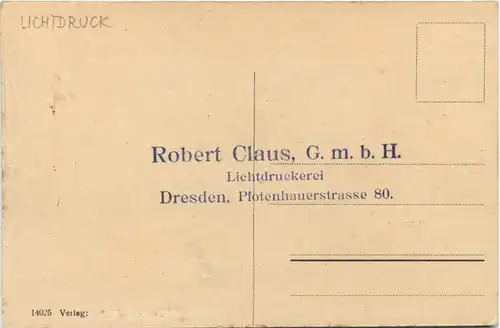 LICHTDRUCK
Robert Claus, G. m. b. H.
Lichtdruckerei
Dresden, Pfotenhauerstrasse 80.
14025 Verlag: